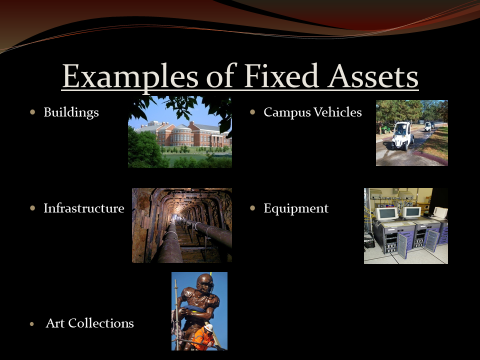 Examples of Fixed Assets
Buildings
Campus Vehicles
Infrastructure
Equipment
Art Collections